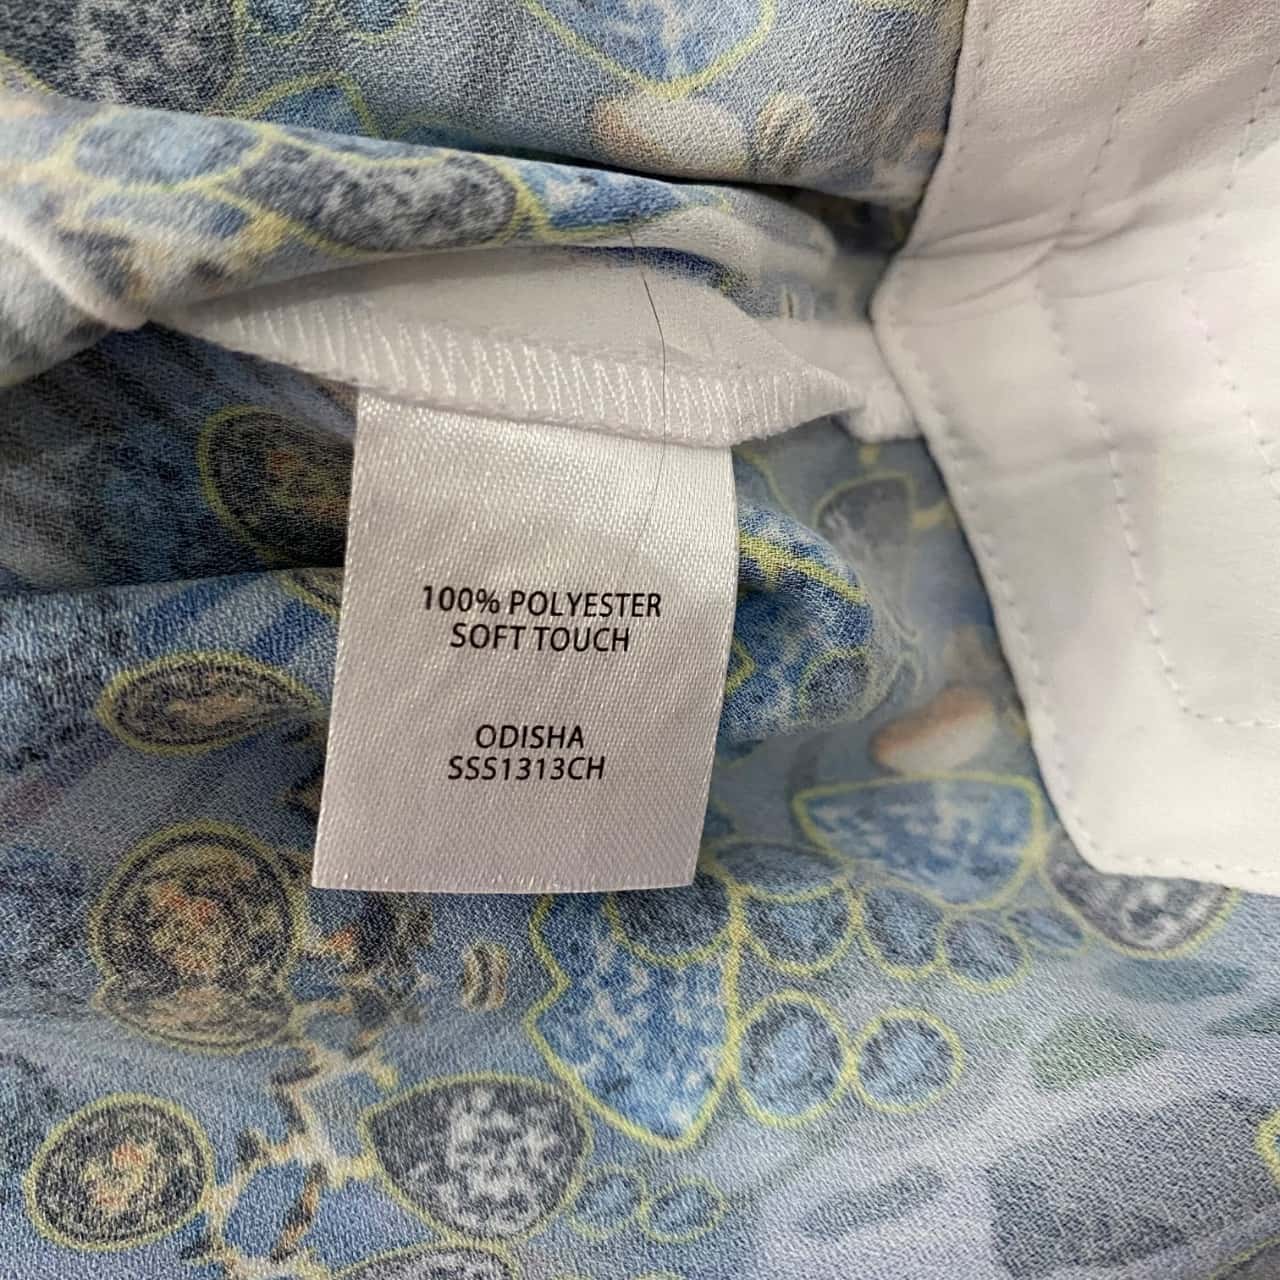 100% POLYESTER
SOFT TOUCH
ODISHA
SSS1313CH